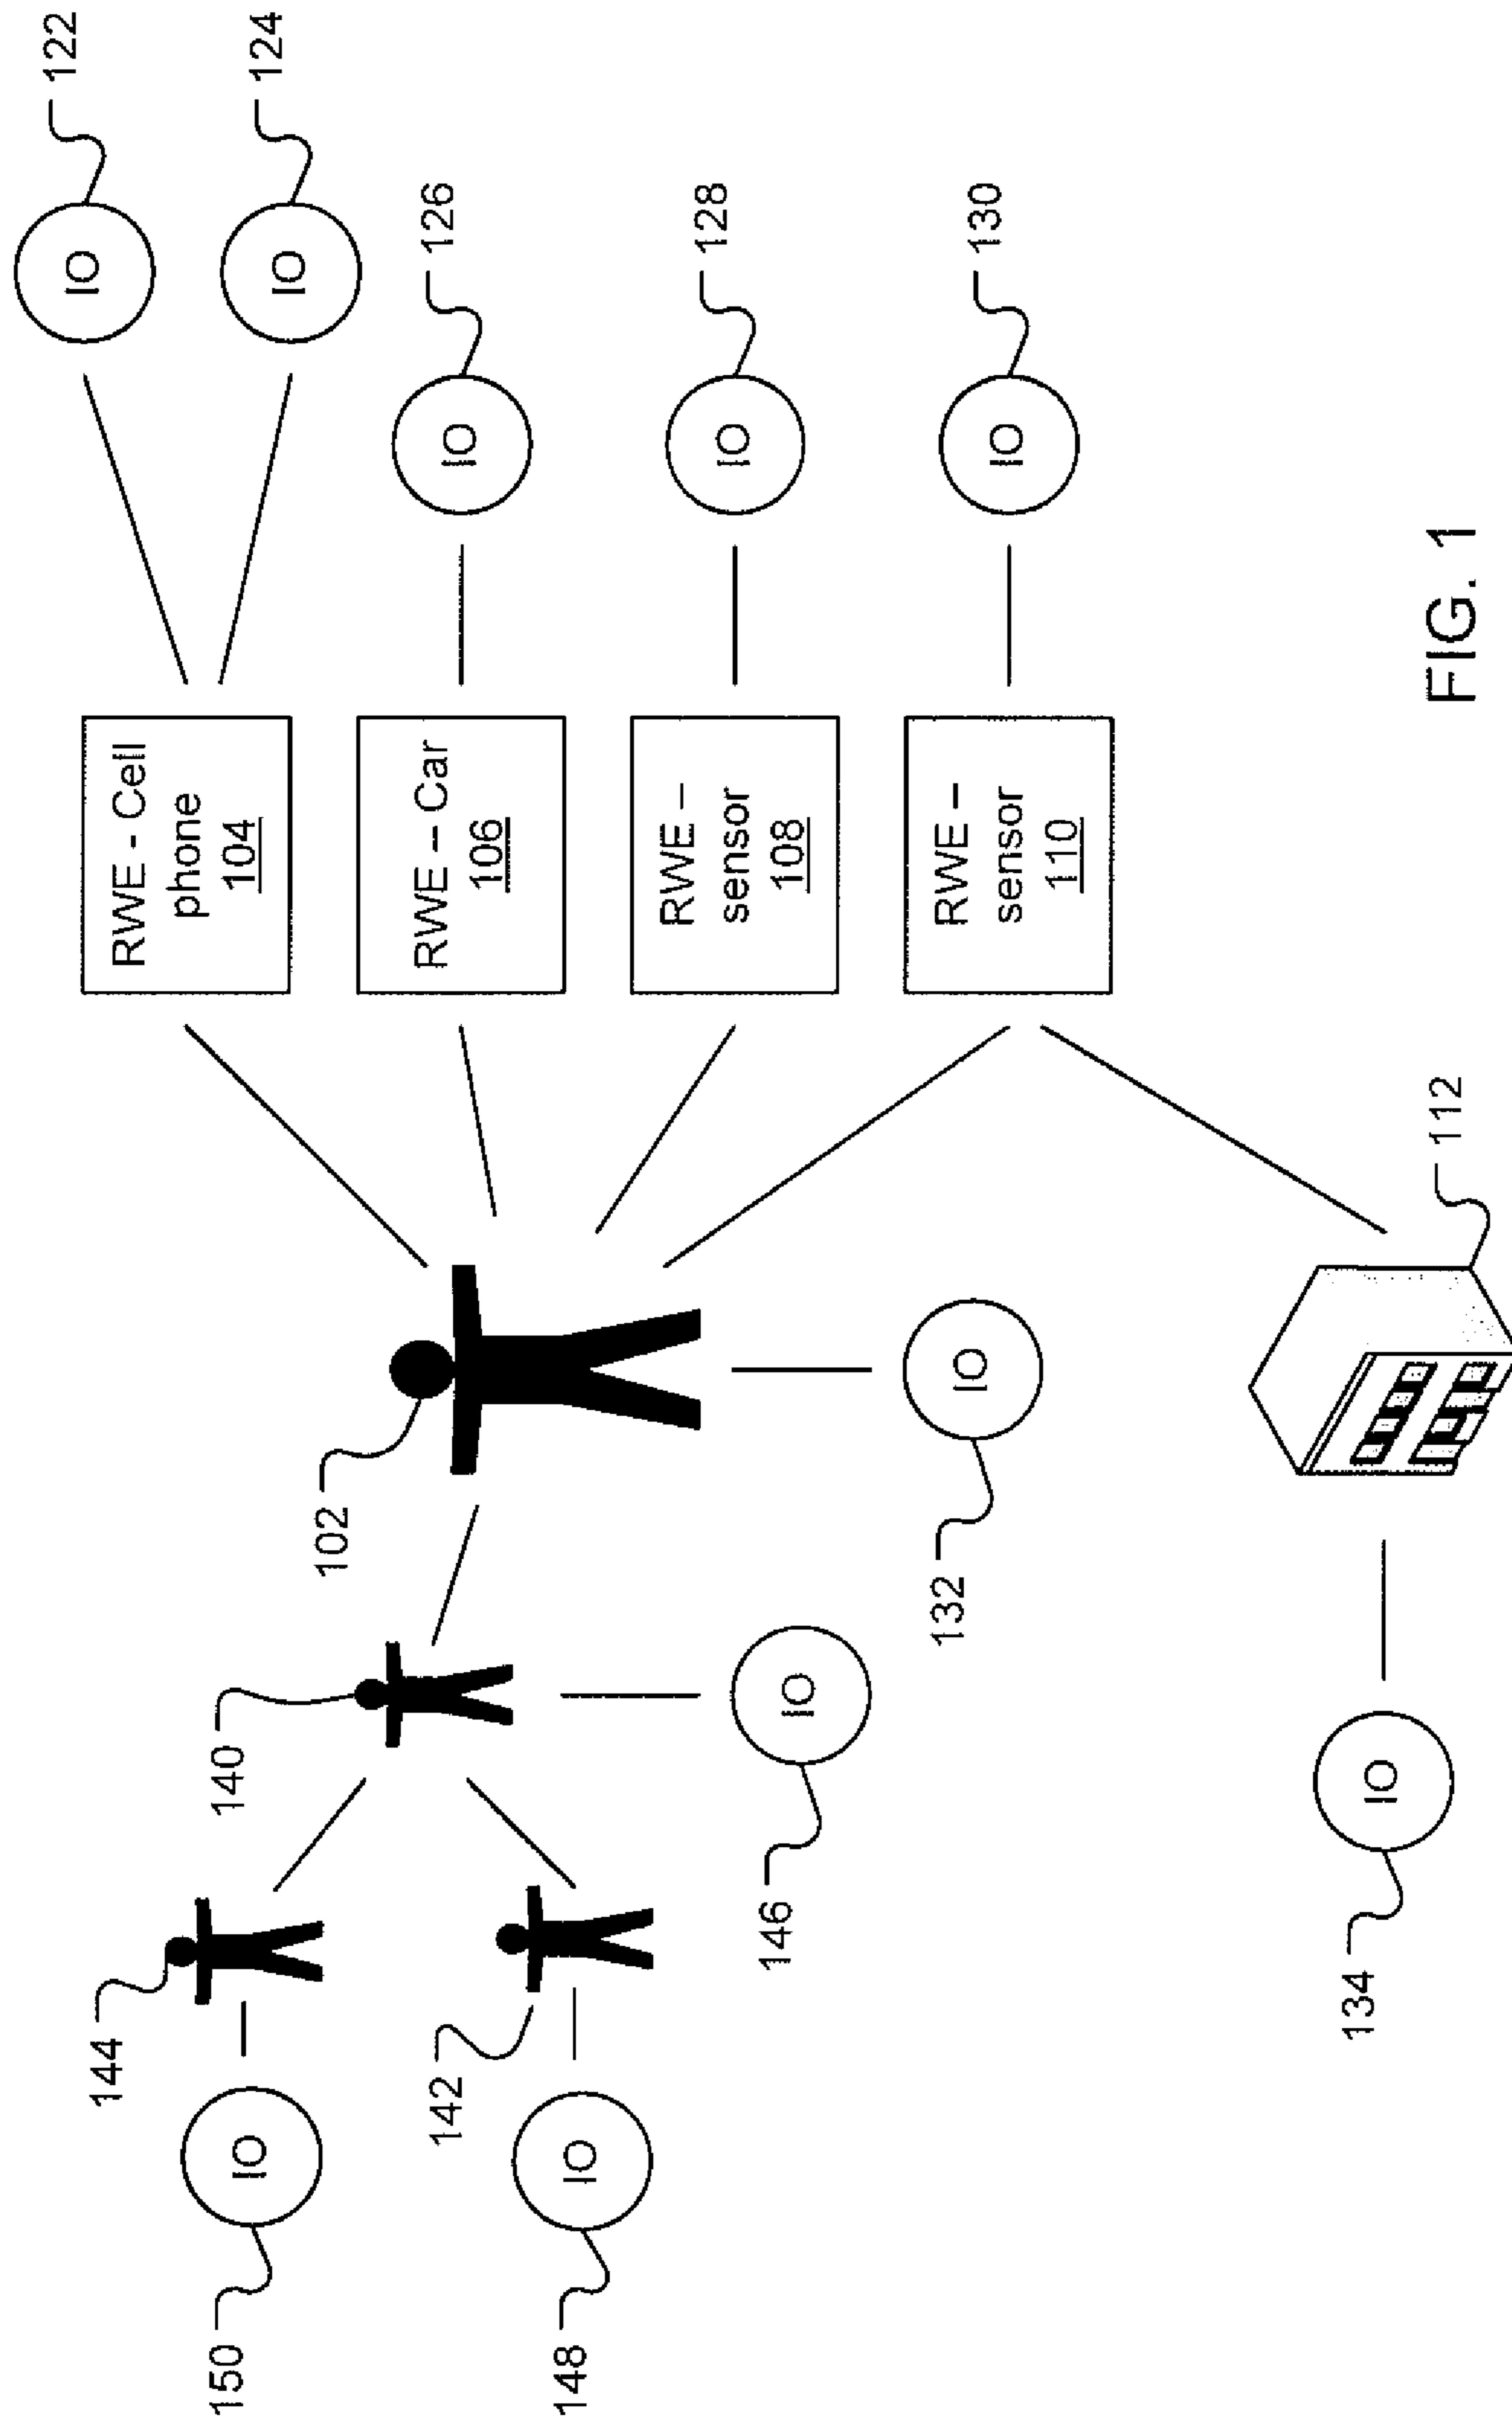 122
IO
124
IO
144
RWE - Cell
phone
104
150
IO
140
102
126
IO
RWE – Car
106
142
148
IO
128
IO
RWE –
sensor
108
146
IO
130
IO
RWE –
sensor
110
132
IO
134
IO
112
FIG. 1